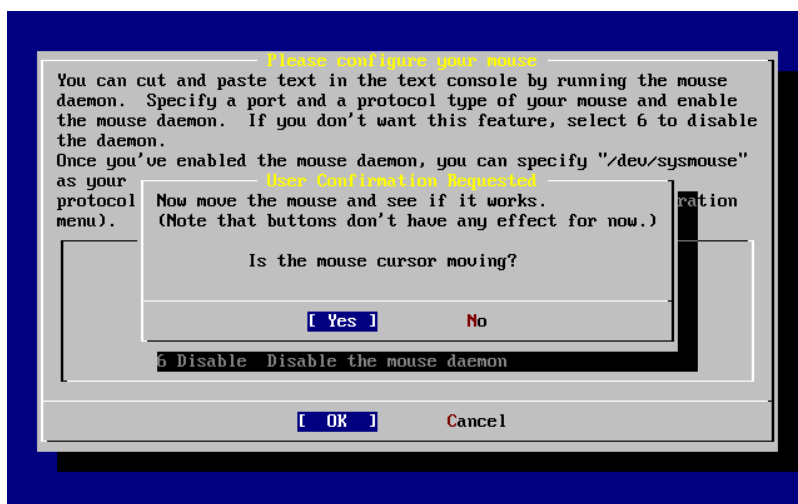 Please configure your mouse
You can cut and paste text in the text console by running the mouse
daemon.  Specify a port and a protocol type of your mouse and enable
the mouse daemon.  If you don't want this feature, select 6 to disable
the daemon.
Once you've enabled the mouse daemon, you can specify "/dev/sysmouse"
as your
User Confirmation Requested
protocol
ration
menu).
Now move the mouse and see if it works.
(Note that buttons don't have any effect for now.)
Is the mouse cursor moving?
[ Yes ]    No
6 Disable  Disable the mouse daemon
[  OK  ]    Cancel